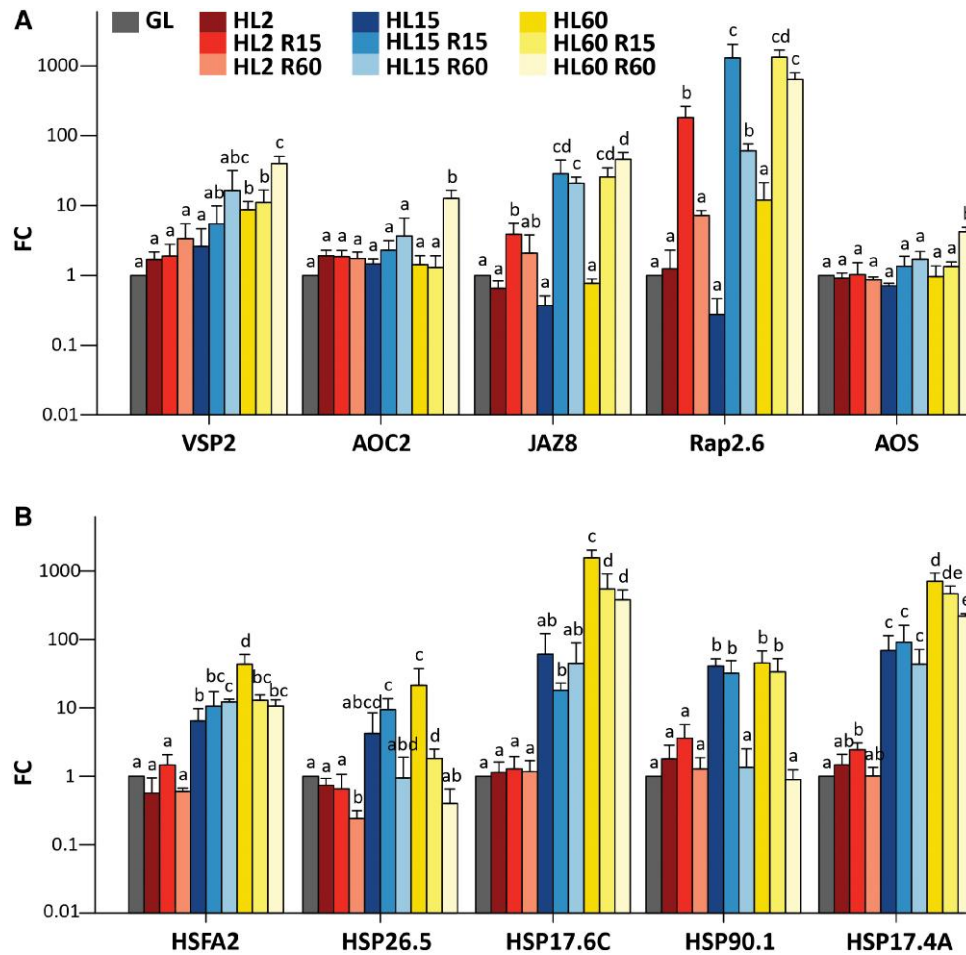 A
GL HL2 HL15 HL60
HL2 R15 HL15 R15 HL60 R15
HL2 R60 HL15 R60 HL60 R60
FC
1000
100
10
1
0.1
0.01
a a a a a ab abc b b c
a a a a a a a a a b
a a b ab a cd c a cd d
a a b a a c b a cd c
a a a a a a a a a
VSP2 AOC2 JAZ8 Rap2.6 AOS
B
FC
1000
100
10
1
0.1
0.01
a a a a b bc c d bc bc
a a a b abcd c abd c d ab
a a a a ab b ab c d d
a a a a b b a b b a
a ab b ab c c c d de e
HSFA2 HSP26.5 HSP17.6C HSP90.1 HSP17.4A